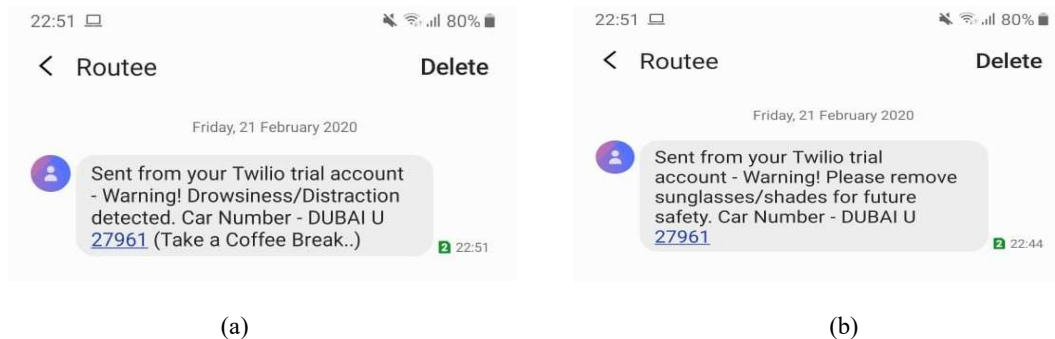 22:51 80%
Routee Delete
Friday, 21 February 2020
Sent from your Twilio trial account
- Warning! Drowsiness/Distraction
detected. Car Number - DUBAI U
27961 (Take a Coffee Break..)
2 22:51
(a)
22:51 80%
Routee Delete
Friday, 21 February 2020
Sent from your Twilio trial
account - Warning! Please remove
sunglasses/shades for future
safety. Car Number - DUBAI U
27961
2 22:44
(b)